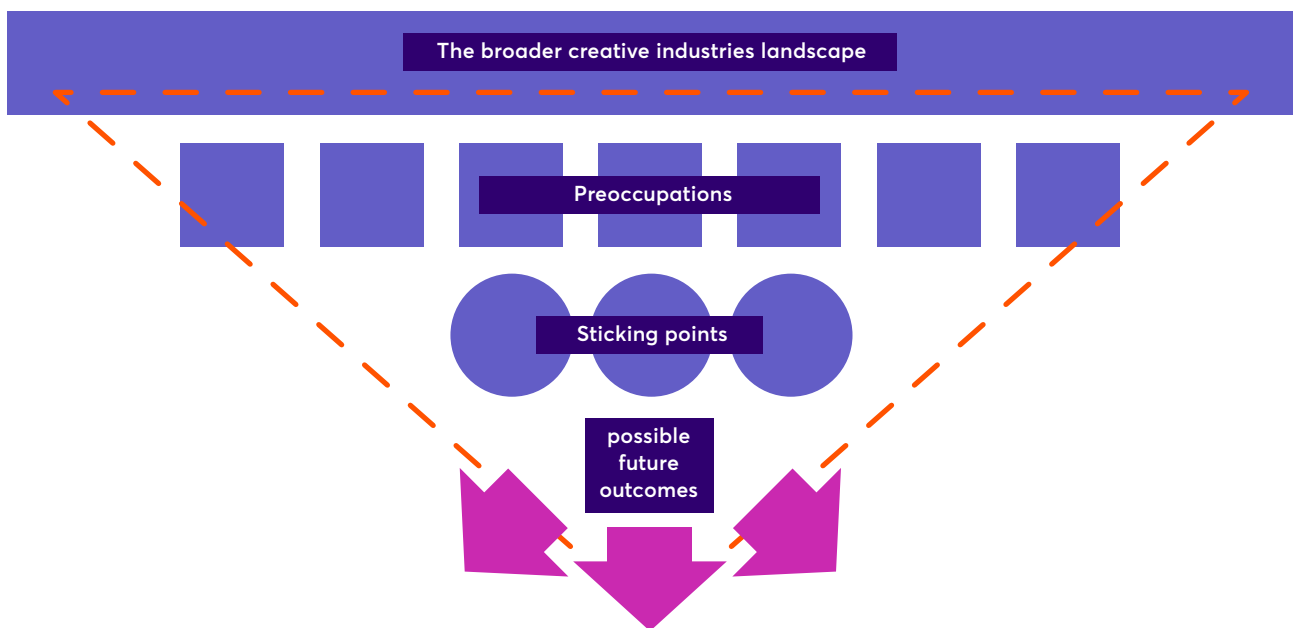 The broader creative industries landscape
Preoccupations
Sticking points
possible
future
outcomes